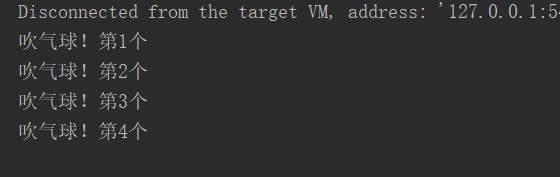 Disconnected from the target VM, address: '127.0.0.1:5
吹气球！第1个
吹气球！第2个
吹气球！第3个
吹气球！第4个